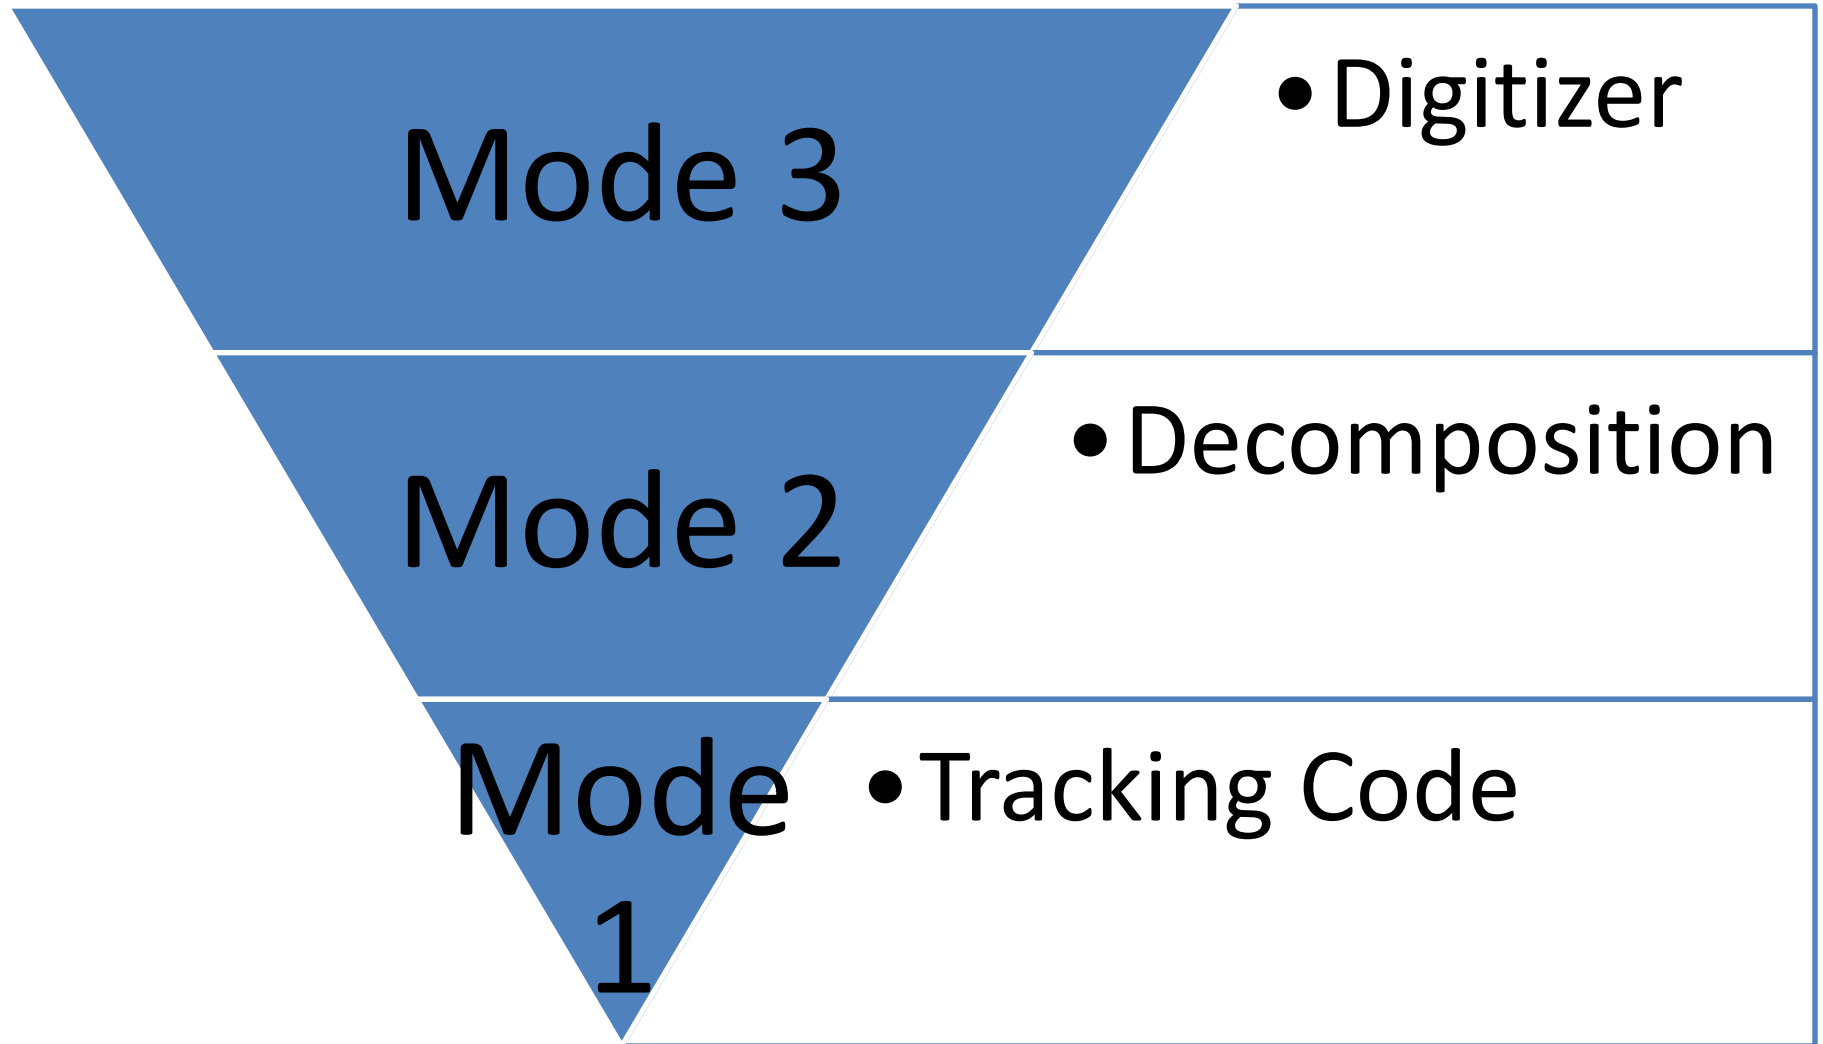 Mode 3
• Digitizer
Mode 2
• Decomposition
Mode
1
• Tracking Code